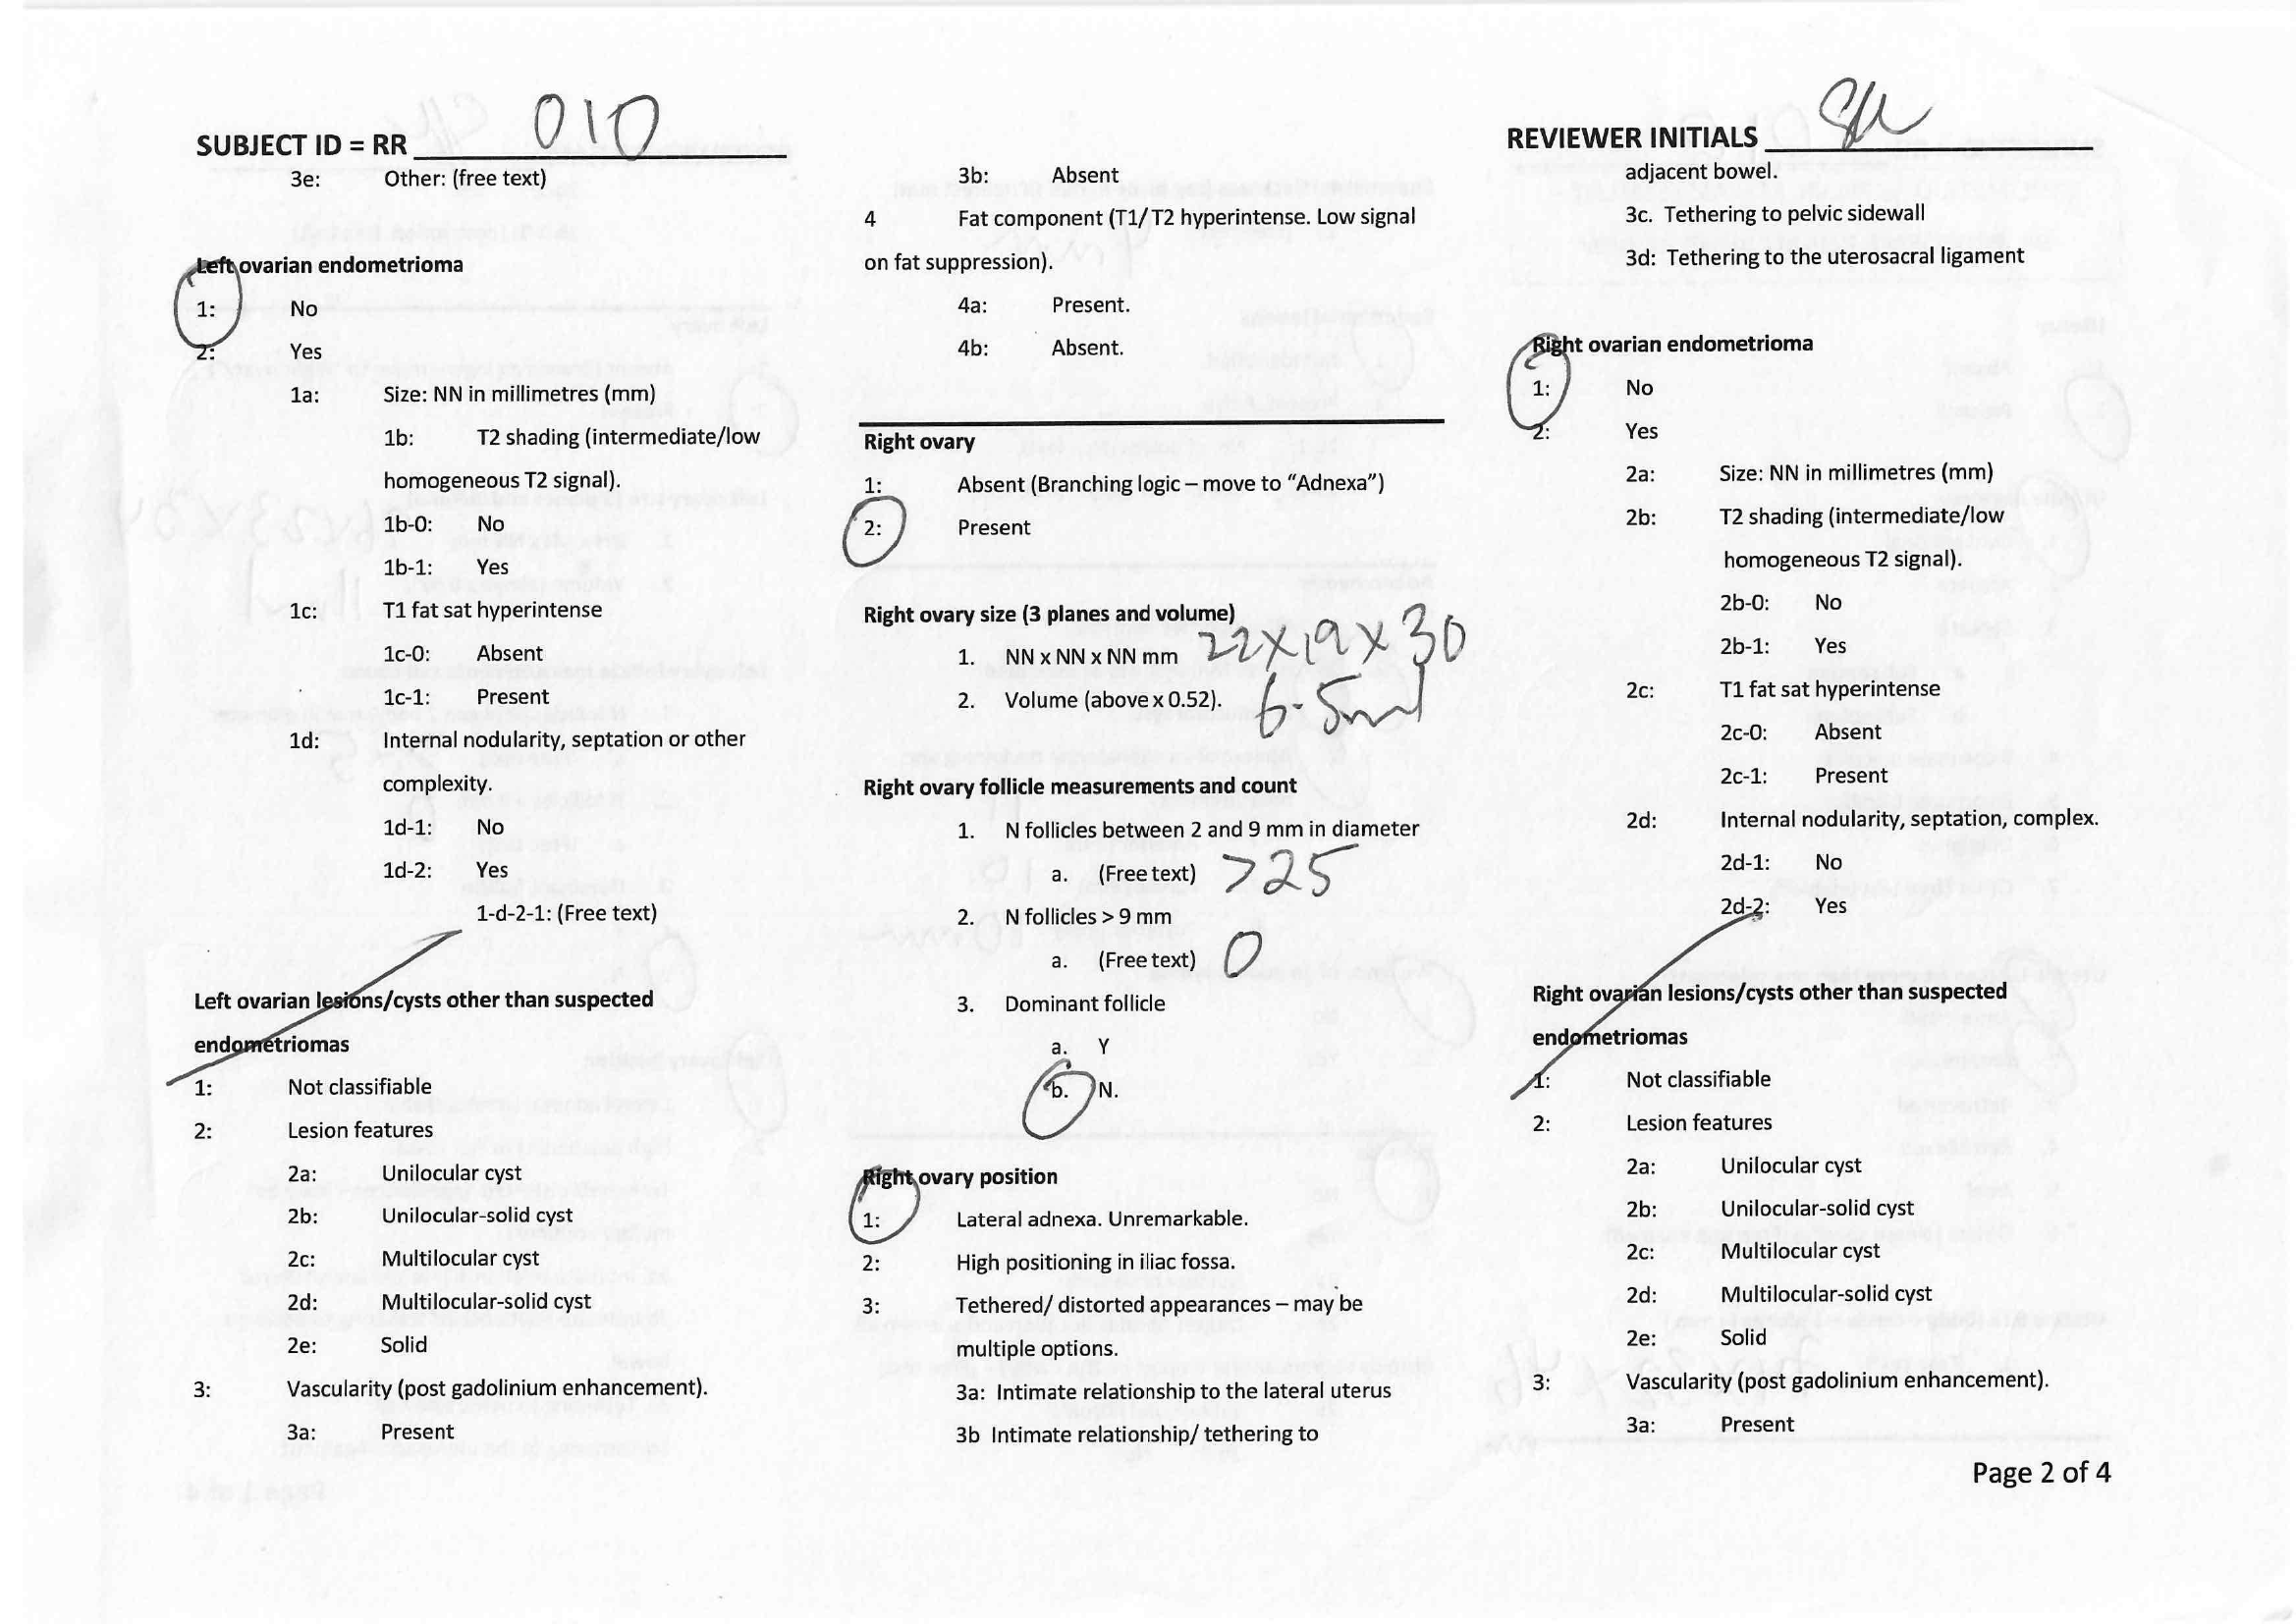 SUBJECT ID = RR 010
3e: Other: (free text)
Left ovarian endometrioma
1: No
2: Yes
1a: Size: NN in millimetres (mm)
1b: T2 shading (intermediate/low
homogeneous T2 signal).
1b-0: No
1b-1: Yes
1c: T1 fat sat hyperintense
1c-0: Absent
1c-1: Present
1d: Internal nodularity, septation or other
complexity.
1d-1: No
1d-2: Yes
1-d-2-1: (Free text)
Left ovarian lesions/cysts other than suspected
endometriomas
1: Not classifiable
2: Lesion features
2a: Unilocular cyst
2b: Unilocular-solid cyst
2c: Multilocular cyst
2d: Multilocular-solid cyst
2e: Solid
3: Vascularity (post gadolinium enhancement).
3a: Present
3b: Absent
4 Fat component (T1/T2 hyperintense. Low signal
on fat suppression).
4a: Present.
4b: Absent.
Right ovary
1: Absent (Branching logic – move to “Adnexa”)
2: Present
Right ovary size (3 planes and volume)
1. NN x NN x NN mm 22x19x30
2. Volume (above x 0.52). 6.5ml
Right ovary follicle measurements and count
1. N follicles between 2 and 9 mm in diameter
a. (Free text) >25
2. N follicles > 9 mm
a. (Free text) 0
3. Dominant follicle
a. Y
b. N.
Right ovary position
1: Lateral adnexa. Unremarkable.
2: High positioning in iliac fossa.
3: Tethered/ distorted appearances – may be
multiple options.
3a: Intimate relationship to the lateral uterus
3b Intimate relationship/ tethering to
REVIEWER INITIALS
adjacent bowel.
3c. Tethering to pelvic sidewall
3d: Tethering to the uterosacral ligament
Right ovarian endometrioma
1: No
2: Yes
2a: Size: NN in millimetres (mm)
2b: T2 shading (intermediate/low
homogeneous T2 signal).
2b-0: No
2b-1: Yes
2c: T1 fat sat hyperintense
2c-0: Absent
2c-1: Present
2d: Internal nodularity, septation, complex.
2d-1: No
2d-2: Yes
Right ovarian lesions/cysts other than suspected
endometriomas
1: Not classifiable
2: Lesion features
2a: Unilocular cyst
2b: Unilocular-solid cyst
2c: Multilocular cyst
2d: Multilocular-solid cyst
2e: Solid
3: Vascularity (post gadolinium enhancement).
3a: Present
Page 2 of 4